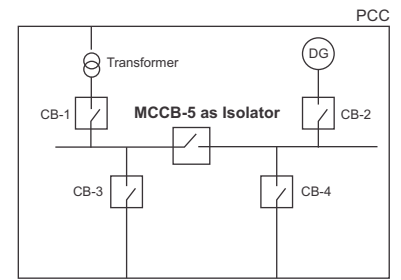 PCC
DG
Transformer
CB-1
MCCB-5 as Isolator
CB-2
CB-3
CB-4